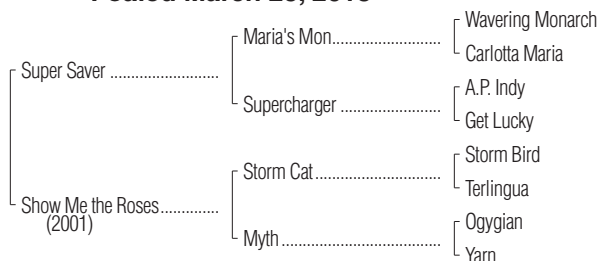 Foaled March
Wavering Monarch
Maria's Mon
Carlotta Maria
Super Saver
A.P. Indy
Supercharger
Get Lucky
Storm Bird
Storm Cat
Terlingua
Show Me the Roses
(2001)
Ogygian
Myth
Yarn